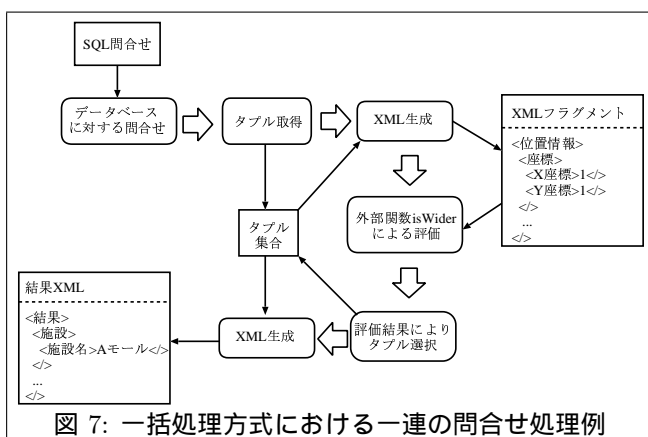 SQL問合せ
データベース
に対する問合せ
タプル取得
XML生成
XMLフラグメント
<位置情報>
<座標>
<X座標>1</>
<Y座標>1</>
</>
...
</>
外部関数isWider
による評価
タプル
集合
結果XML
<結果>
<施設>
<施設名>Aモール</>
</>
...
</>
XML生成
評価結果により
タプル選択
図 7: 一括処理方式における一連の問合せ処理例